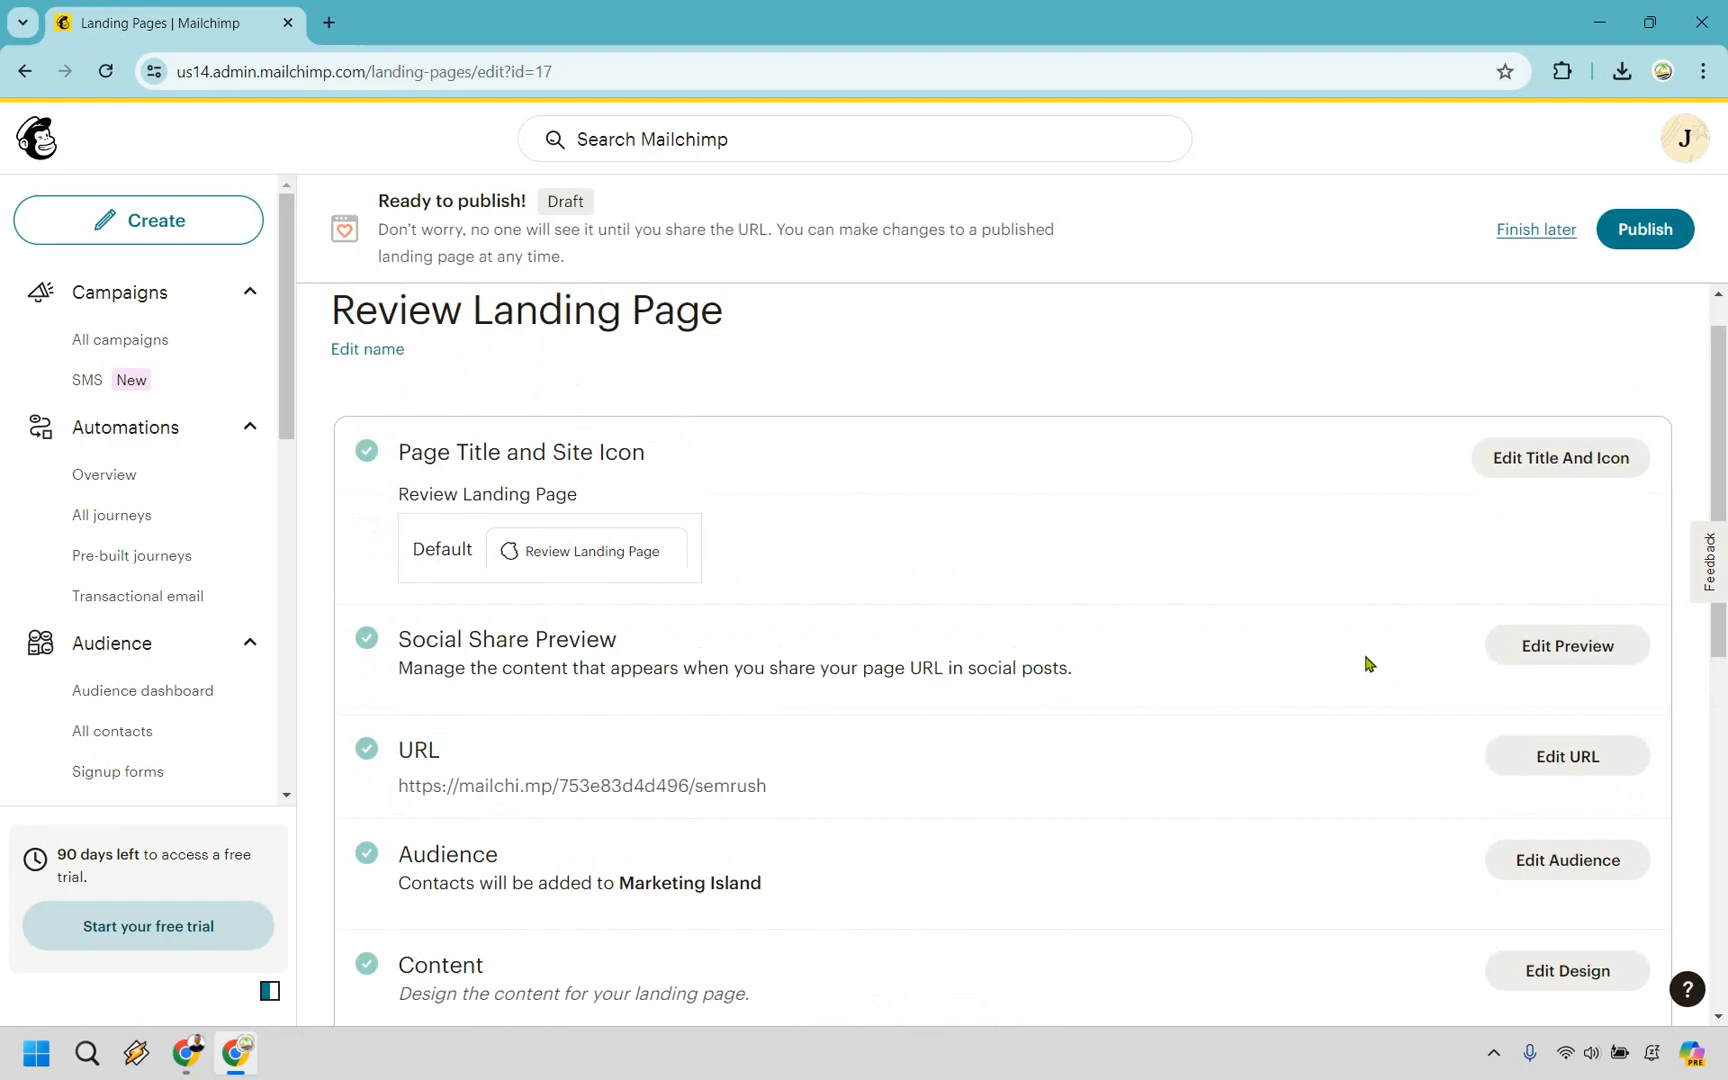 Landing Pages | Mailchimp
us14.admin.mailchimp.com/landing-pages/edit?id=17
Search Mailchimp
J
Create
Campaigns
All campaigns
SMS New
Automations
Overview
All journeys
Pre-built journeys
Transactional email
Audience
Audience dashboard
All contacts
Signup forms
90 days left to access a free
trial.
Start your free trial
Ready to publish! Draft
Don't worry, no one will see it until you share the URL. You can make changes to a published
landing page at any time.
Finish later
Publish
Review Landing Page
Edit name
Page Title and Site Icon
Edit Title And Icon
Review Landing Page
Default
Review Landing Page
Social Share Preview
Manage the content that appears when you share your page URL in social posts.
Edit Preview
URL
https://mailchi.mp/753e83d4d496/semrush
Edit URL
Audience
Contacts will be added to Marketing Island
Edit Audience
Content
Design the content for your landing page.
Edit Design
Feedback
?
PRE